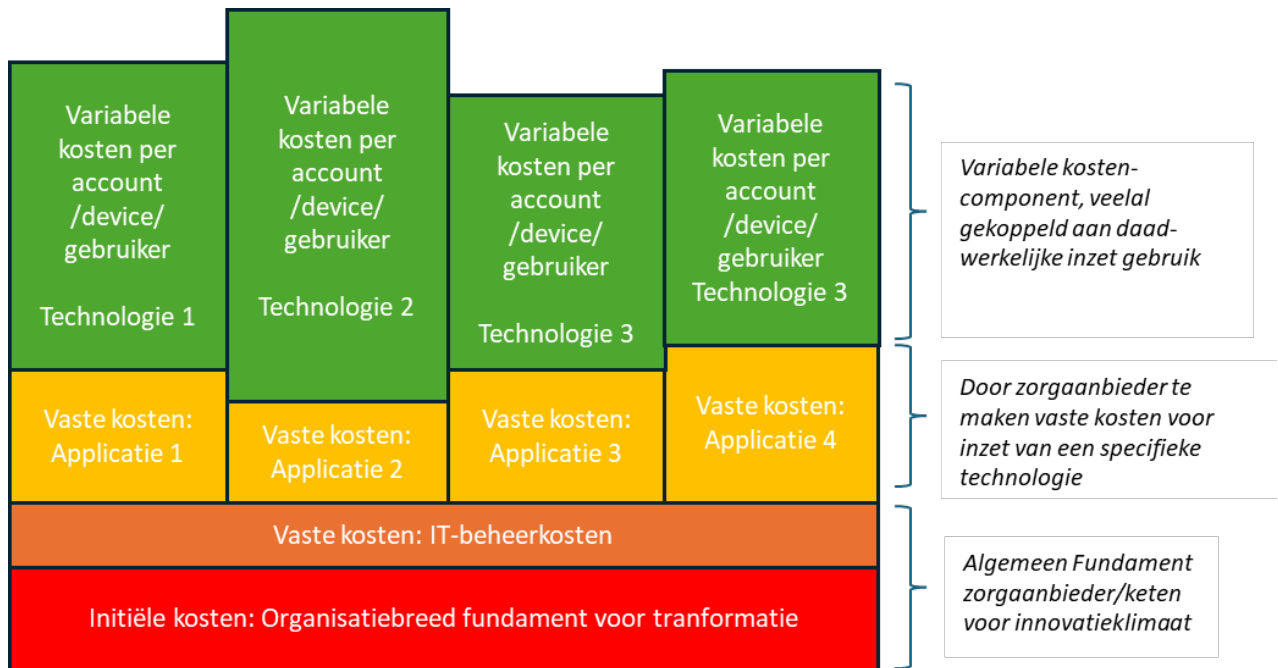 Variabele
kosten per
account
/device/
gebruiker
Technologie 1
Variabele
kosten per
account
/device/
gebruiker
Technologie 2
Variabele
kosten per
account
/device/
gebruiker
Technologie 3
Variabele
kosten per
account
/device/
gebruiker
Technologie 3
Variabele kosten-
component, veelal
gekoppeld aan daad-
werkelijke inzet gebruik
Vaste kosten:
Applicatie 1
Vaste kosten:
Applicatie 2
Vaste kosten:
Applicatie 3
Vaste kosten:
Applicatie 4
Door zorgaanbieder te
maken vaste kosten voor
inzet van een specifieke
technologie
Vaste kosten: IT-beheerkosten
Initiële kosten: Organisatiebreed fundament voor tranformatie
Algemeen Fundament
zorgaanbieder/keten
voor innovatieklimaat